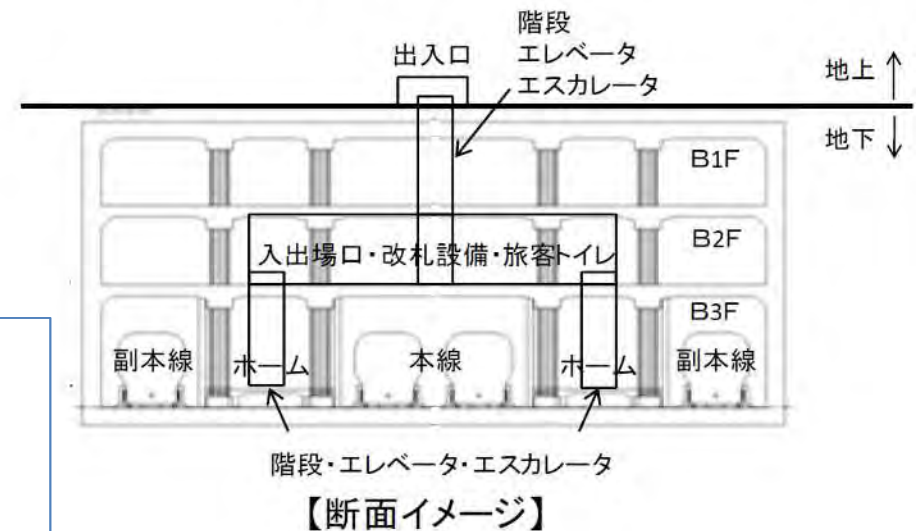 階段
エレベータ
エスカレータ
出入口
地上
地下
B1F
B2F
入出場口・改札設備・旅客トイレ
B3F
副本線
ホーム
本線
ホーム
副本線
階段・エレベータ・エスカレータ
【断面イメージ】